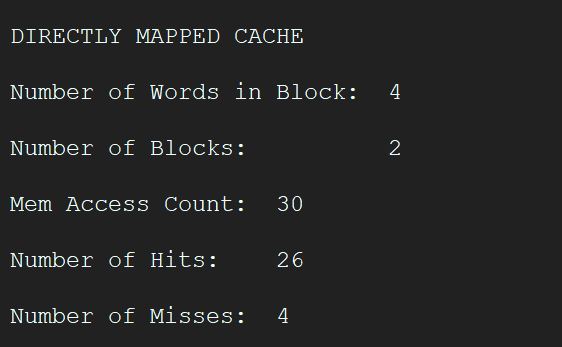 DIRECTLY MAPPED CACHE
Number of Words in Block: 4
Number of Blocks: 2
Mem Access Count: 30
Number of Hits: 26
Number of Misses: 4